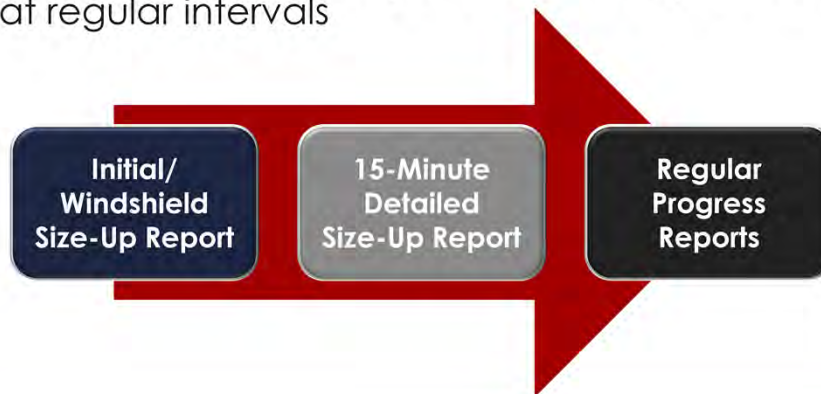 at regular intervals
Initial/
Windshield
Size-Up Report
15-Minute
Detailed
Size-Up Report
Regular
Progress
Reports